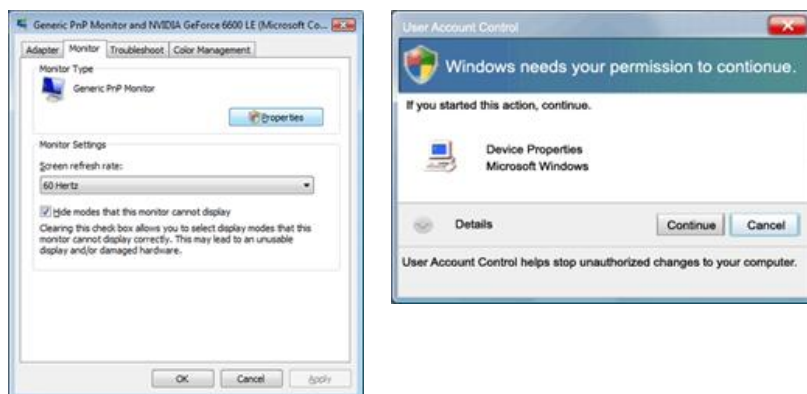 Generic PnP Monitor and NVIDIA GeForce 6600 LE (Microsoft Co...
Adapter Monitor Troubleshoot Color Management
Monitor Type
Generic PnP Monitor
Properties
Monitor Settings
Screen refresh rate:
60 Hertz
Hide modes that this monitor cannot display
Clearing this check box allows you to select display modes that this
monitor cannot display correctly. This may lead to an unusable
display and/or damaged hardware.
OK Cancel Apply
User Account Control
Windows needs your permission to contionue.
If you started this action, continue.
Device Properties
Microsoft Windows
Details Continue Cancel
User Account Control helps stop unauthorized changes to your computer.